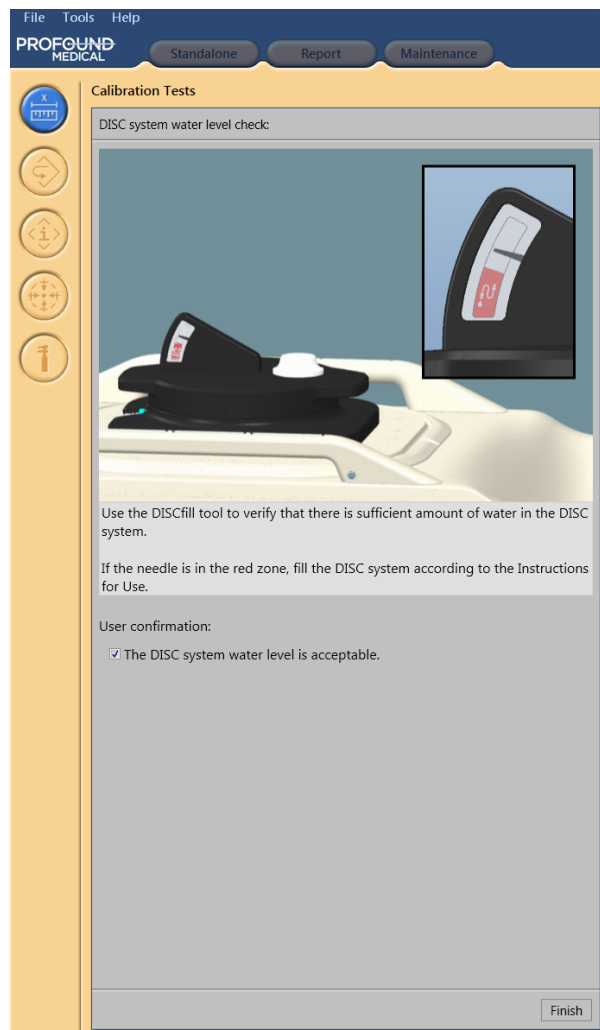 File Tools Help
PROFOUND
MEDICAL
Standalone Report Maintenance
Calibration Tests
DISC system water level check:
Use the DISCfill tool to verify that there is sufficient amount of water in the DISC
system.
If the needle is in the red zone, fill the DISC system according to the Instructions
for Use.
User confirmation:
The DISC system water level is acceptable.
Finish